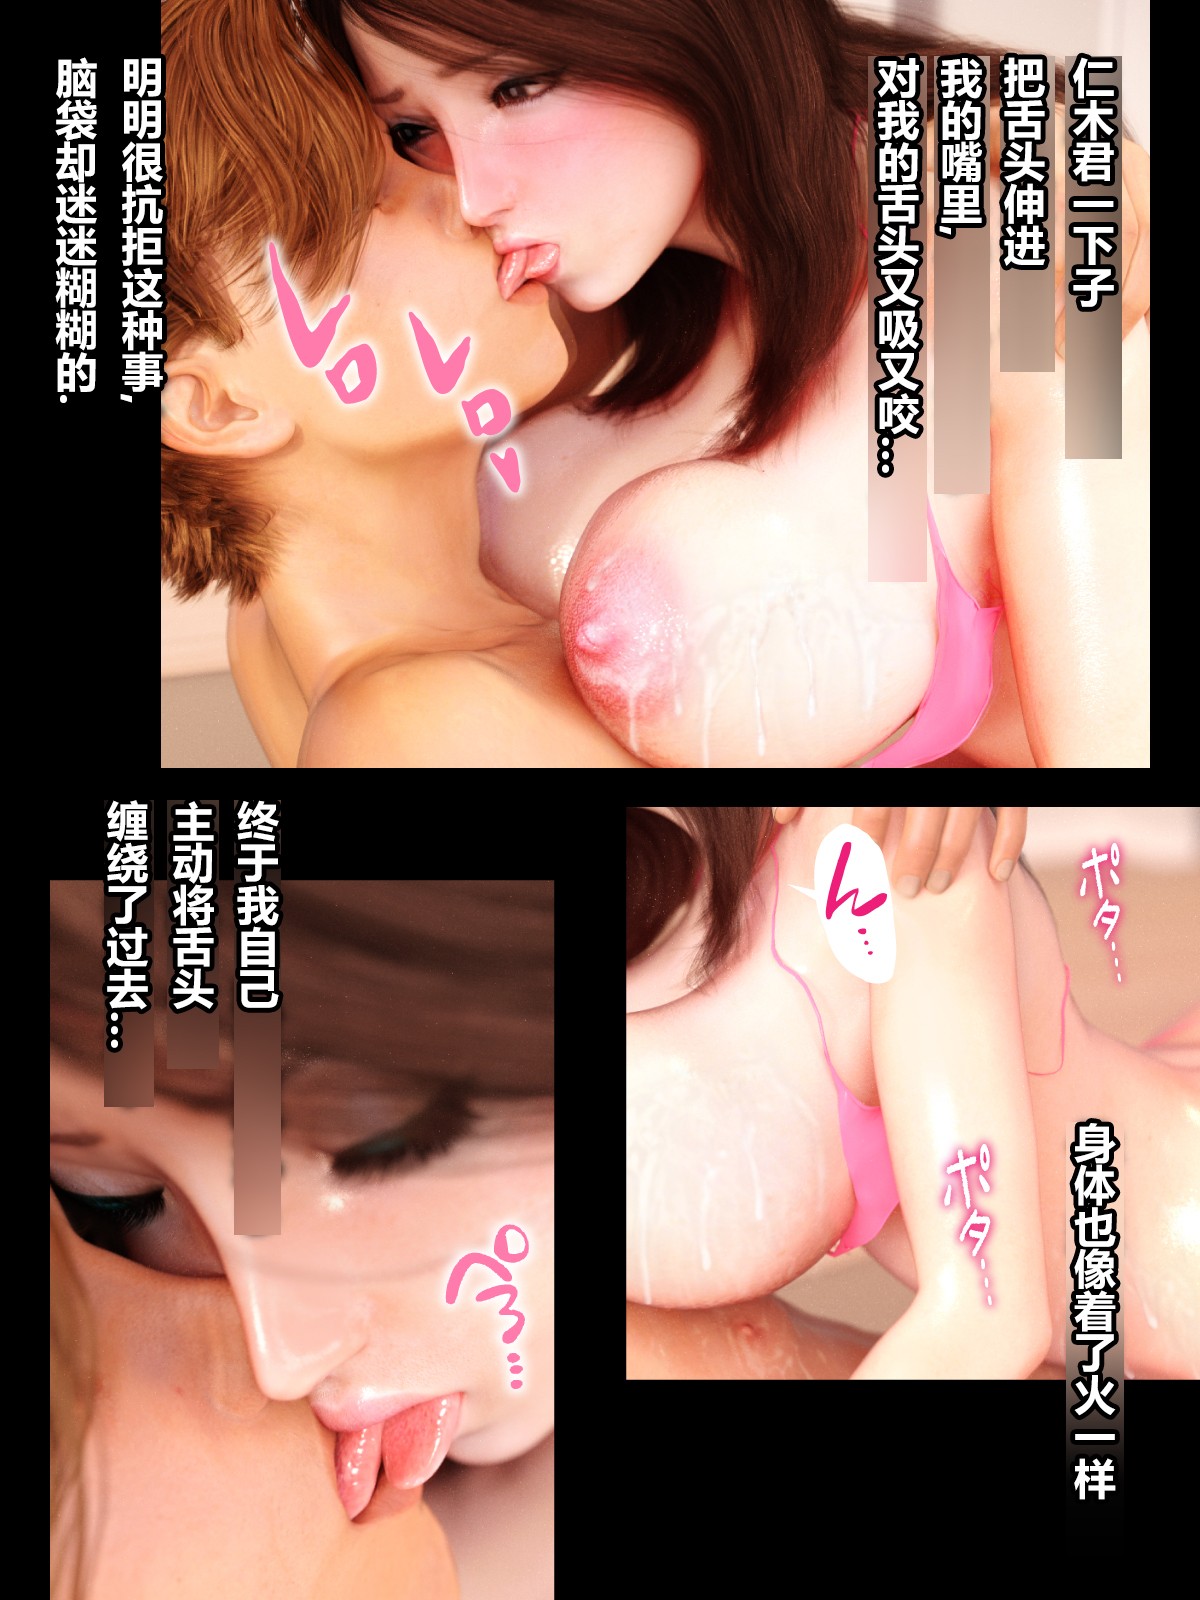 仁木君一下子
把舌头伸进
我的嘴里,
对我的舌头又吸又咬…
明明很抗拒这种事,
脑袋却迷迷糊糊的.
レロ
レロ
ん…
ポタ…
ポタ…
身体也像着了火一样
终于我自己
主动将舌头
缠绕了过去…
ぺろ…